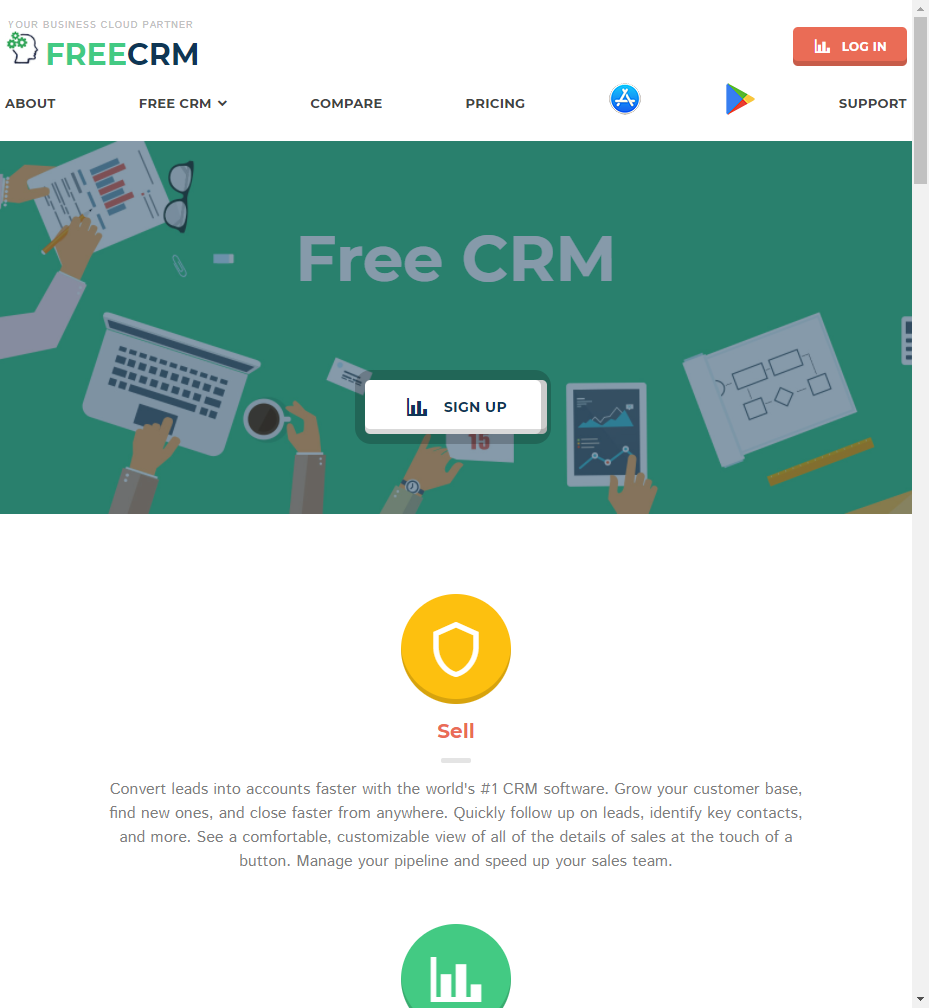 YOUR BUSINESS CLOUD PARTNER
FREECRM
LOG IN
ABOUT
FREE CRM
COMPARE
PRICING
SUPPORT
Free CRM
SIGN UP
15
Sell
Convert leads into accounts faster with the world's #1 CRM software. Grow your customer base,
find new ones, and close faster from anywhere. Quickly follow up on leads, identify key contacts,
and more. See a comfortable, customizable view of all of the details of sales at the touch of a
button. Manage your pipeline and speed up your sales team.